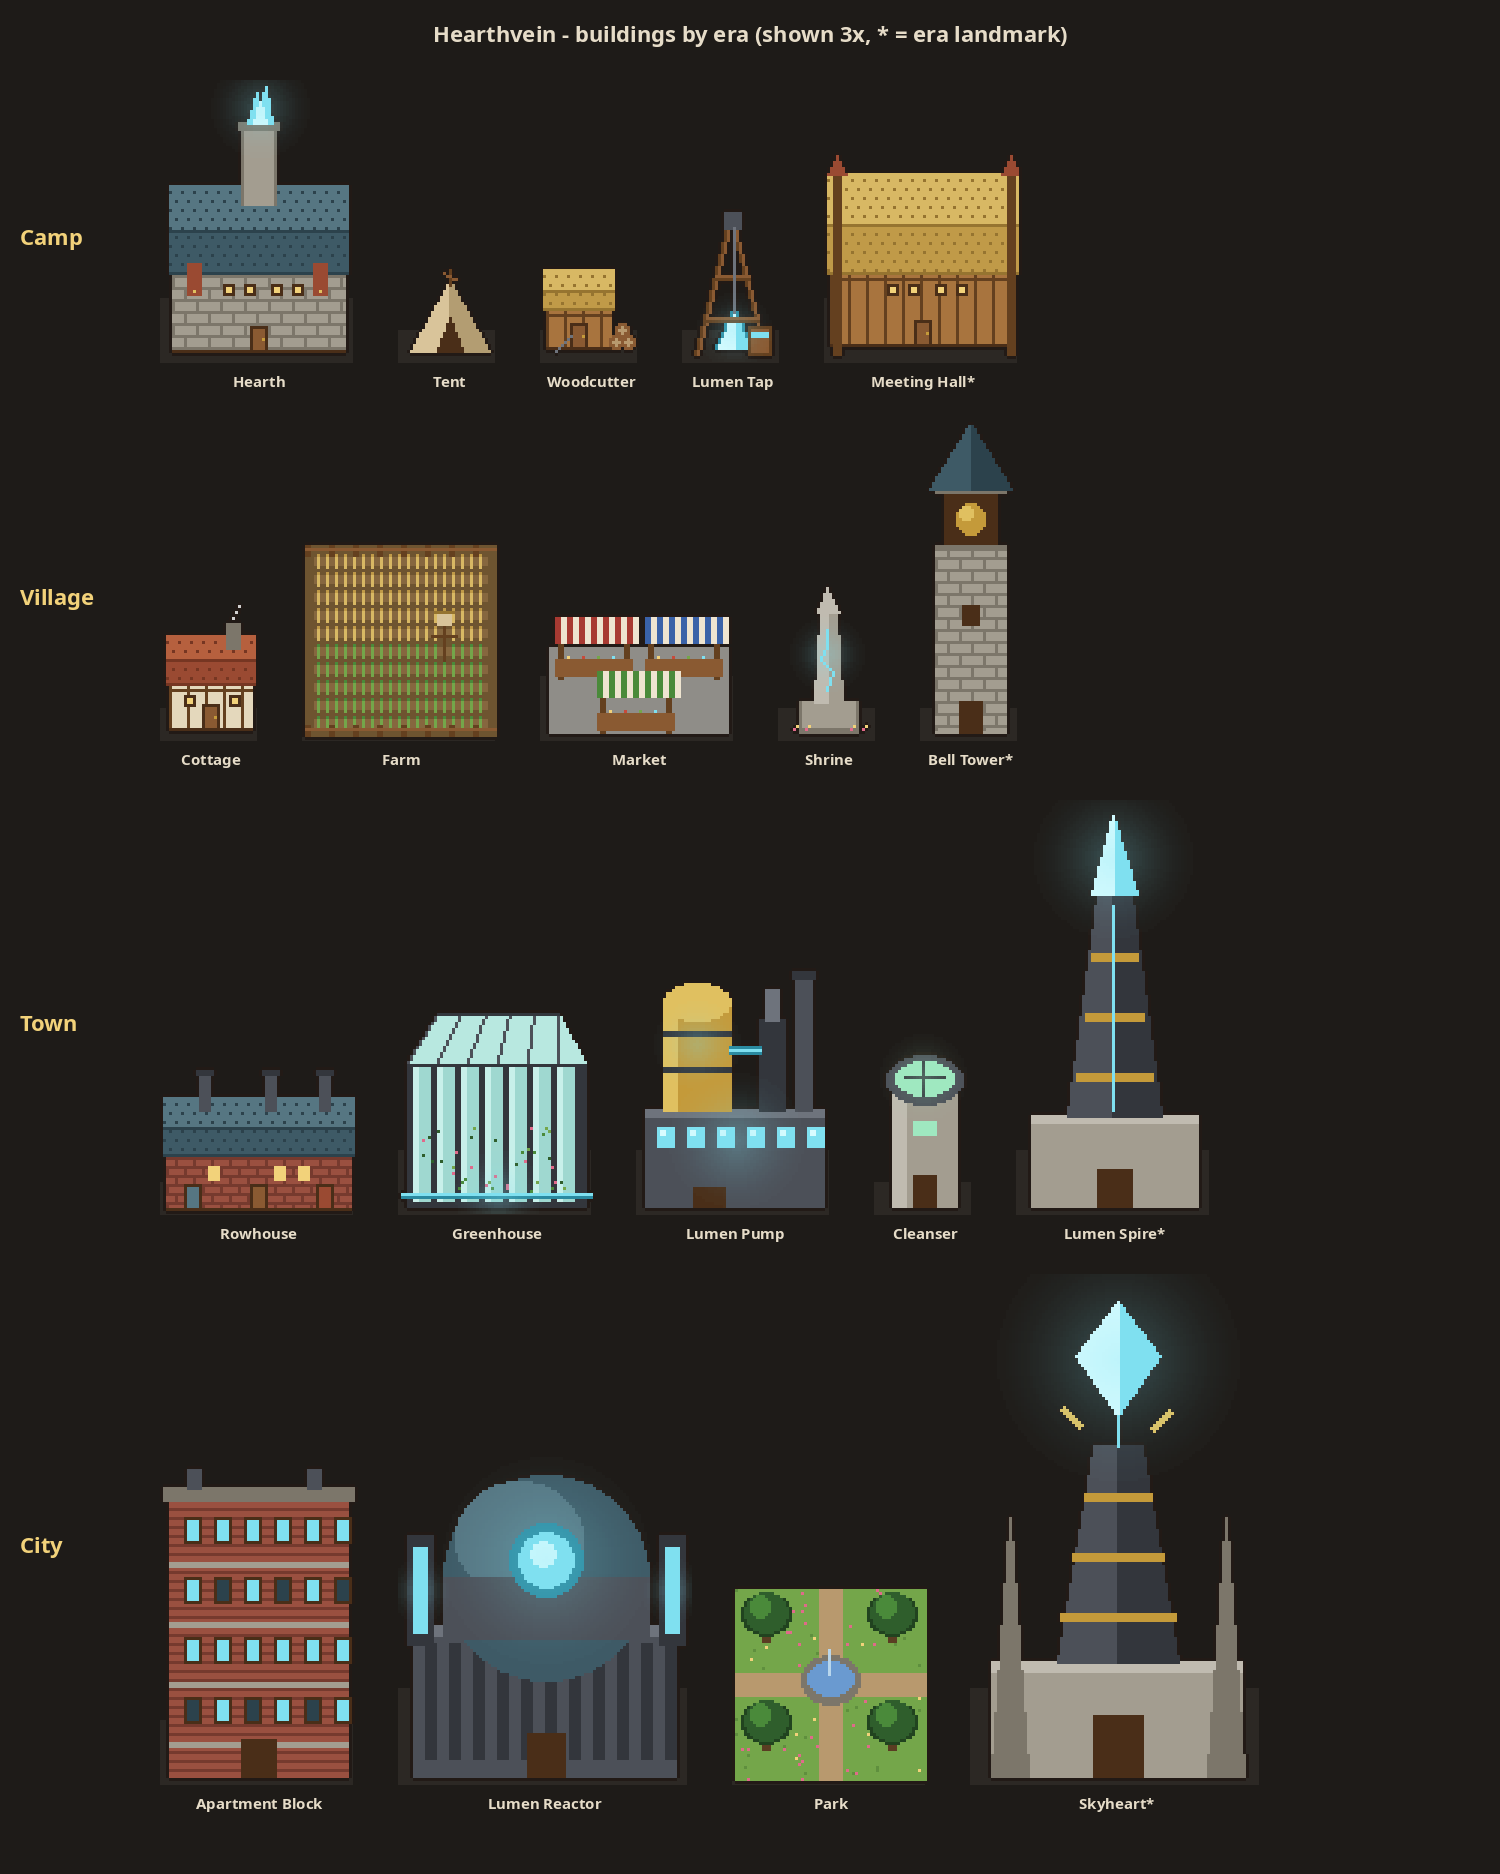 Hearthvein - buildings by era (shown 3x, * = era landmark)
Camp
Hearth
Tent
Woodcutter
Lumen Tap
Meeting Hall*
Village
Cottage
Farm
Market
Shrine
Bell Tower*
Town
Rowhouse
Greenhouse
Lumen Pump
Cleanser
Lumen Spire*
City
Apartment Block
Lumen Reactor
Park
Skyheart*